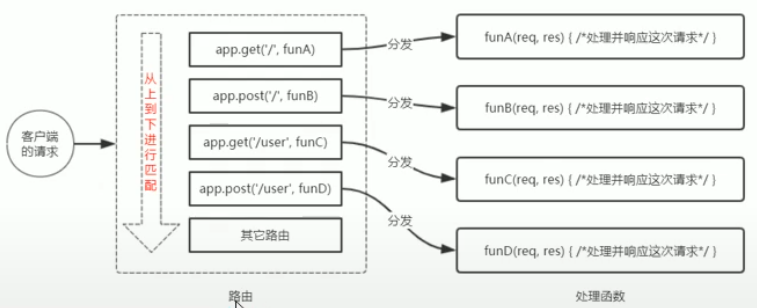 客户端
的请求
从上到下进行匹配
app.get('/', funA)
app.post('/', funB)
app.get('/user', funC)
app.post('/user', funD)
其它路由
分发
分发
分发
分发
funA(req, res) { /*处理并响应这次请求*/ }
funB(req, res) { /*处理并响应这次请求*/ }
funC(req, res) { /*处理并响应这次请求*/ }
funD(req, res) { /*处理并响应这次请求*/ }
路由
处理函数